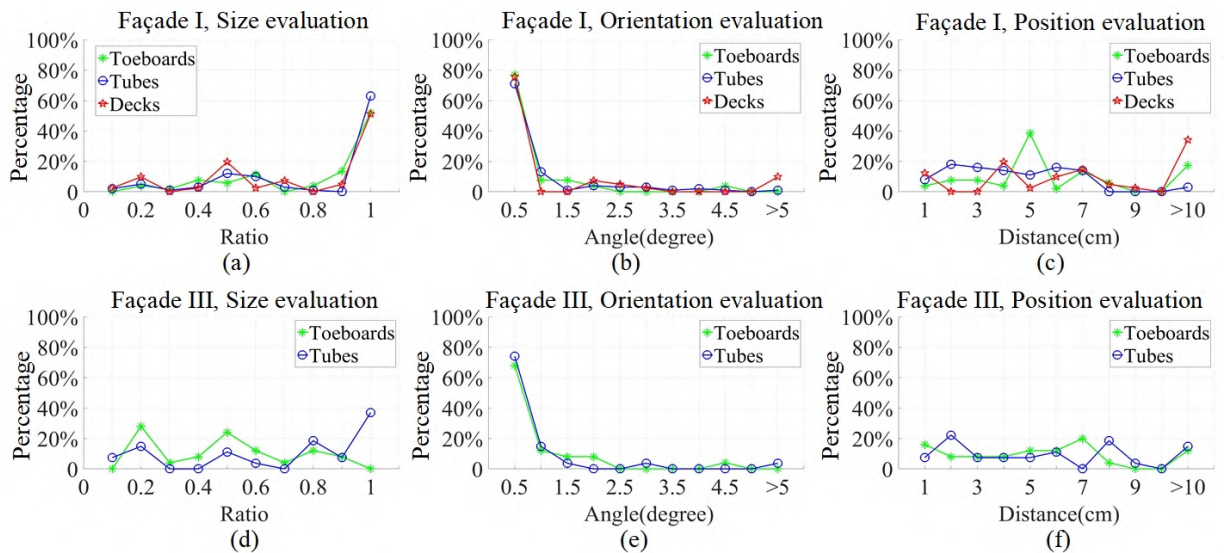 Façade I, Size evaluation
100%
80%
60%
40%
20%
0
Percentage
Toeboards
Tubes
Decks
0 0.2 0.4 0.6 0.8 1
Ratio
(a)
Façade I, Orientation evaluation
100%
80%
60%
40%
20%
0
Percentage
Toeboards
Tubes
Decks
0.5 1.5 2.5 3.5 4.5 >5
Angle(degree)
(b)
Façade I, Position evaluation
100%
80%
60%
40%
20%
0
Percentage
Toeboards
Tubes
Decks
1 3 5 7 9 >10
Distance(cm)
(c)
Façade III, Size evaluation
100%
80%
60%
40%
20%
0
Percentage
Toeboards
Tubes
0 0.2 0.4 0.6 0.8 1
Ratio
(d)
Façade III, Orientation evaluation
100%
80%
60%
40%
20%
0
Percentage
Toeboards
Tubes
0.5 1.5 2.5 3.5 4.5 >5
Angle(degree)
(e)
Façade III, Position evaluation
100%
80%
60%
40%
20%
0
Percentage
Toeboards
Tubes
1 3 5 7 9 >10
Distance(cm)
(f)